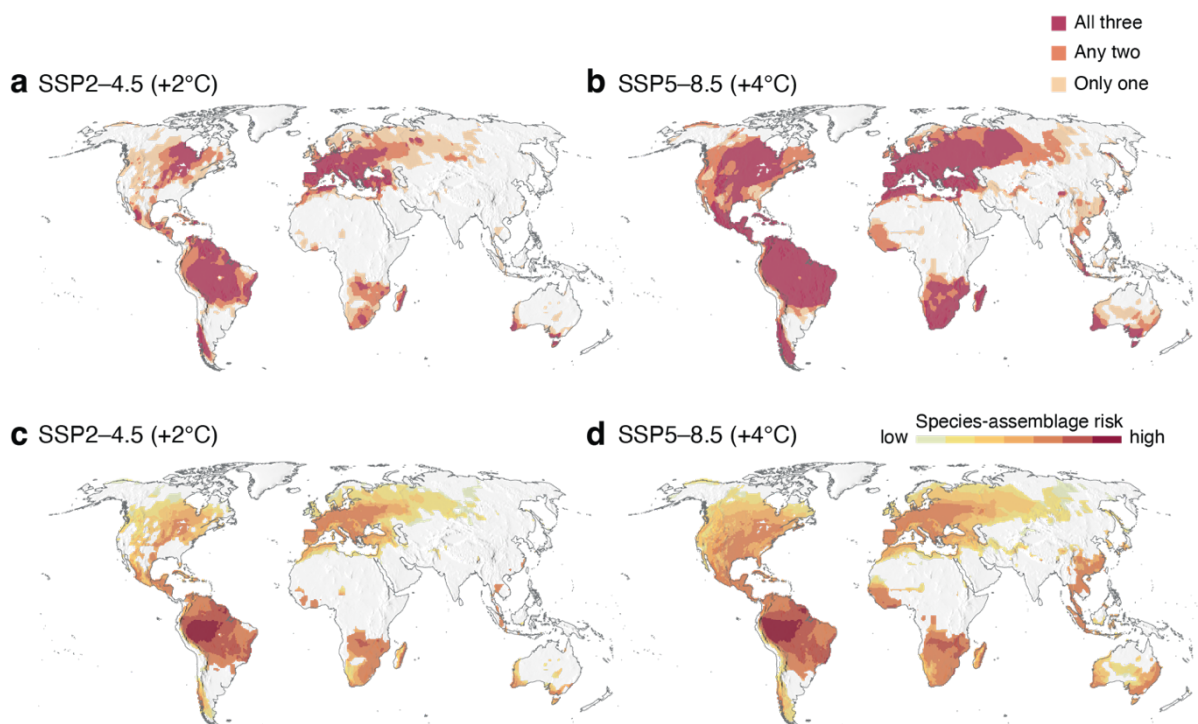 All three
Any two
Only one
a SSP2–4.5 (+2°C)
b SSP5–8.5 (+4°C)
c SSP2–4.5 (+2°C)
d SSP5–8.5 (+4°C)
Species-assemblage risk
low high